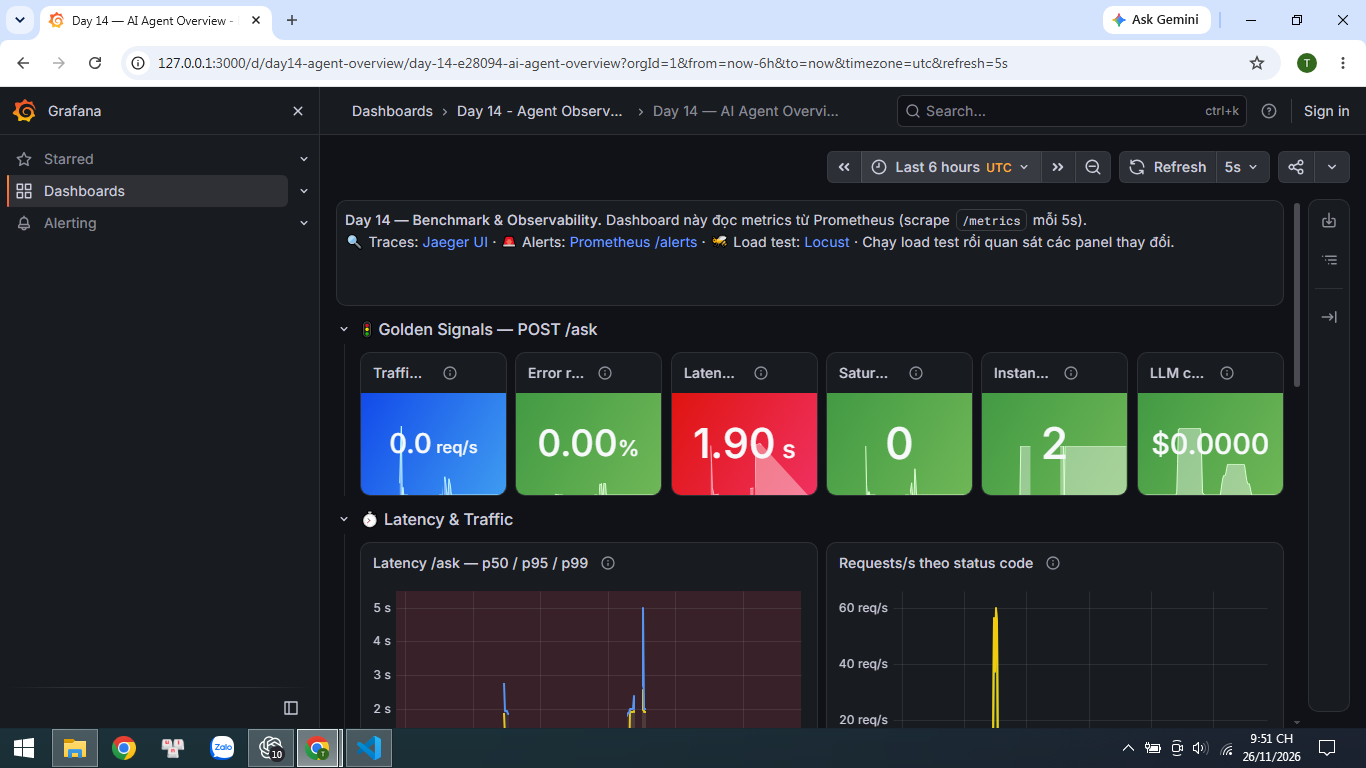 Day 14 — AI Agent Overview -
Ask Gemini
127.0.0.1:3000/d/day14-agent-overview/day-14-e28094-ai-agent-overview?orgId=1&from=now-6h&to=now&timezone=utc&refresh=5s
T
Grafana
Dashboards › Day 14 - Agent Observ... › Day 14 — AI Agent Overvi...
Search... ctrl+k
Sign in
Starred
Dashboards
Alerting
Last 6 hours UTC
Refresh 5s
Day 14 — Benchmark & Observability. Dashboard này đọc metrics từ Prometheus (scrape /metrics mỗi 5s).
Traces: Jaeger UI · Alerts: Prometheus /alerts · Load test: Locust · Chạy load test rồi quan sát các panel thay đổi.
Golden Signals — POST /ask
Traffi... Error r... Laten... Satur... Instan... LLM c...
0.0 req/s 0.00% 1.90 s 0 2 $0.0000
Latency & Traffic
Latency /ask — p50 / p95 / p99
5 s
4 s
3 s
2 s
Requests/s theo status code
60 req/s
40 req/s
20 req/s
Zalo
10
T
9:51 CH
26/11/2026